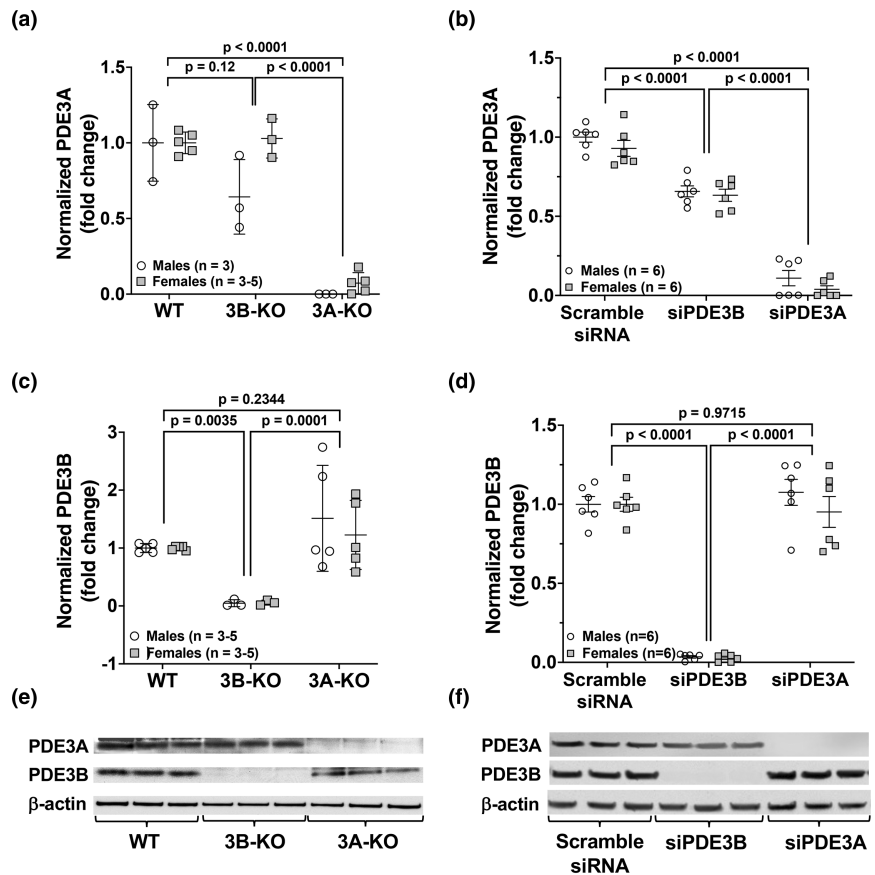 (a)
p < 0.0001
p = 0.12
p < 0.0001
Normalized PDE3A
(fold change)
1.5
1.0
0.5
0.0
Males (n = 3)
Females (n = 3-5)
WT
3B-KO
3A-KO
(b)
p < 0.0001
p < 0.0001
p < 0.0001
Normalized PDE3A
(fold change)
1.5
1.0
0.5
0.0
Males (n = 6)
Females (n = 6)
Scramble
siRNA
siPDE3B
siPDE3A
(c)
p = 0.2344
p = 0.0035
p = 0.0001
Normalized PDE3B
(fold change)
3
2
1
0
-1
Males (n = 3-5
Females (n = 3-5)
WT
3B-KO
3A-KO
(d)
p = 0.9715
p < 0.0001
p < 0.0001
Normalized PDE3B
(fold change)
1.5
1.0
0.5
0.0
Males (n=6)
Females (n=6)
Scramble
siRNA
siPDE3B
siPDE3A
(e)
PDE3A
PDE3B
β-actin
WT
3B-KO
3A-KO
(f)
PDE3A
PDE3B
β-actin
Scramble
siRNA
siPDE3B
siPDE3A